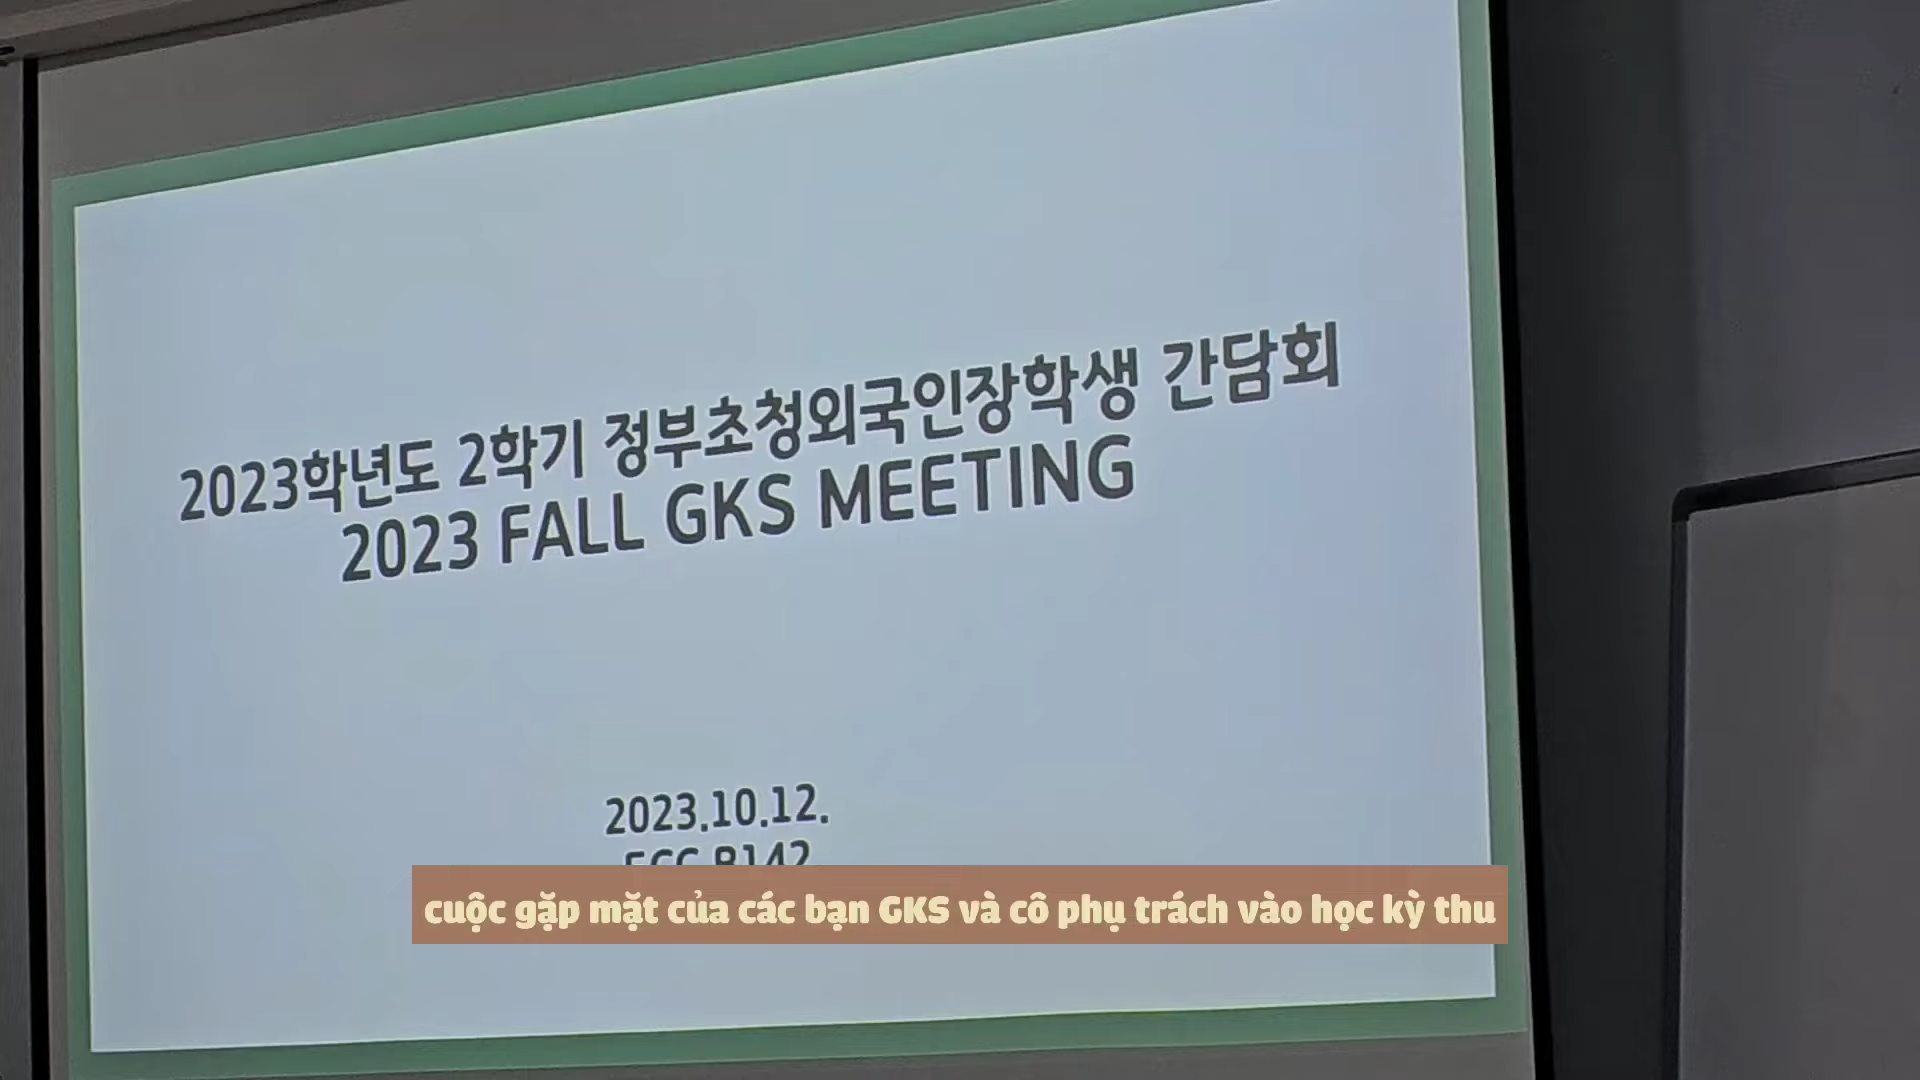 2023학년도 2학기 정부초청외국인장학생 간담회
2023 FALL GKS MEETING
2023.10.12.
B142
cuộc gặp mặt của các bạn GKS và cô phụ trách vào học kỳ thu